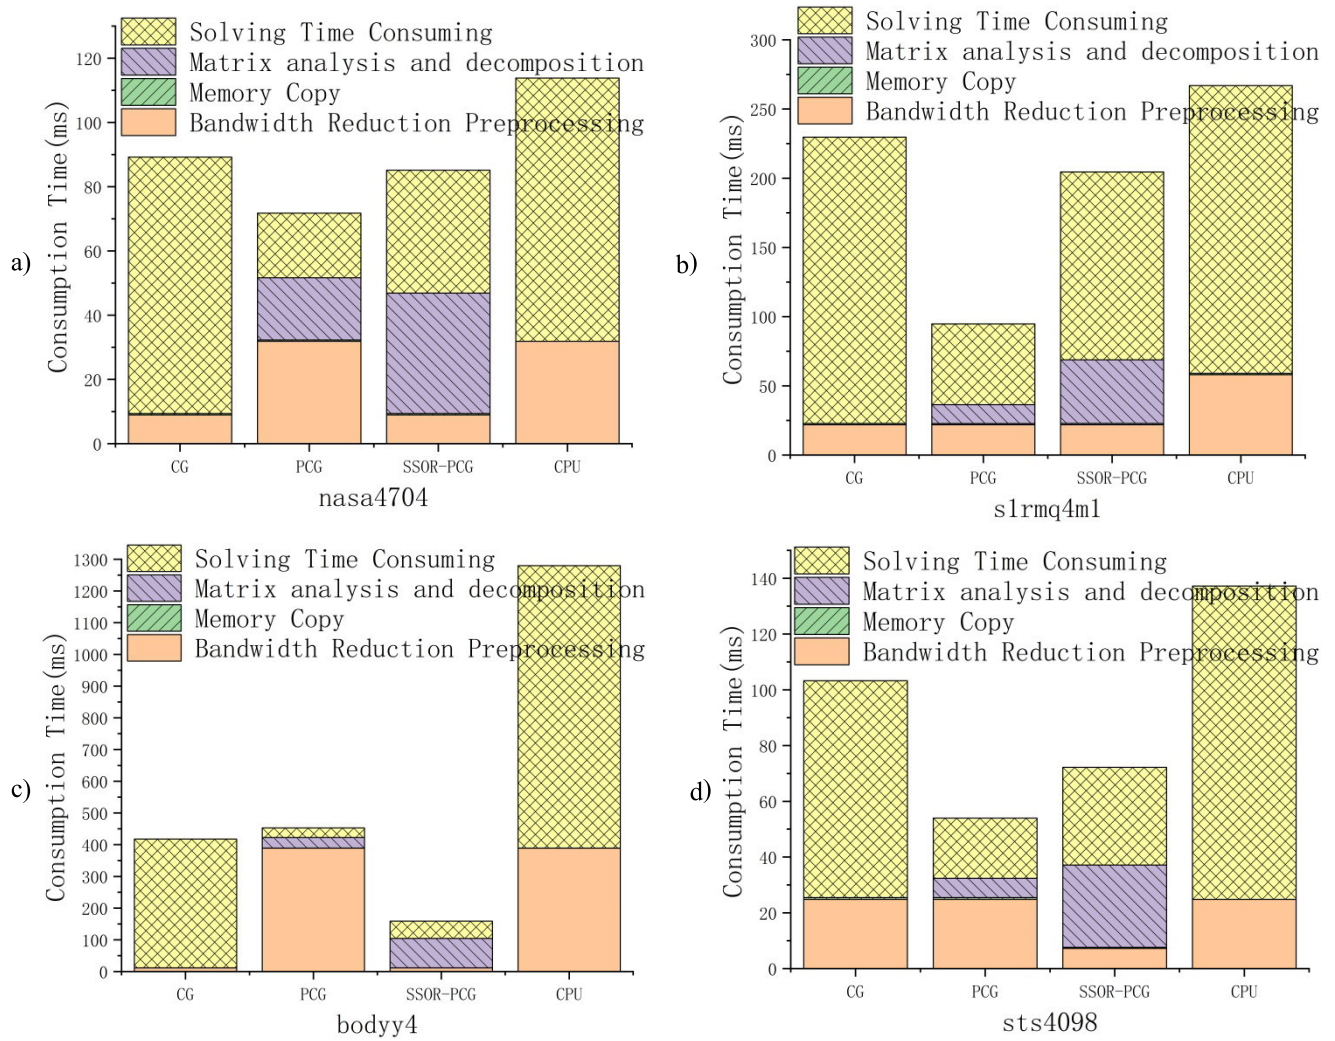 a)
Solving Time Consuming
Matrix analysis and decomposition
Memory Copy
Bandwidth Reduction Preprocessing
Consumption Time(ms)
120
100
80
60
40
20
0
CG PCG SSOR-PCG CPU
nasa4704
b)
Solving Time Consuming
Matrix analysis and decomposition
Memory Copy
Bandwidth Reduction Preprocessing
Consumption Time(ms)
300
250
200
150
100
50
0
CG PCG SSOR-PCG CPU
s1rmq4m1
c)
Solving Time Consuming
Matrix analysis and decomposition
Memory Copy
Bandwidth Reduction Preprocessing
Consumption Time(ms)
1300
1200
1100
1000
900
800
700
600
500
400
300
200
100
0
CG PCG SSOR-PCG CPU
bodyy4
d)
Solving Time Consuming
Matrix analysis and decomposition
Memory Copy
Bandwidth Reduction Preprocessing
Consumption Time(ms)
140
120
100
80
60
40
20
0
CG PCG SSOR-PCG CPU
sts4098